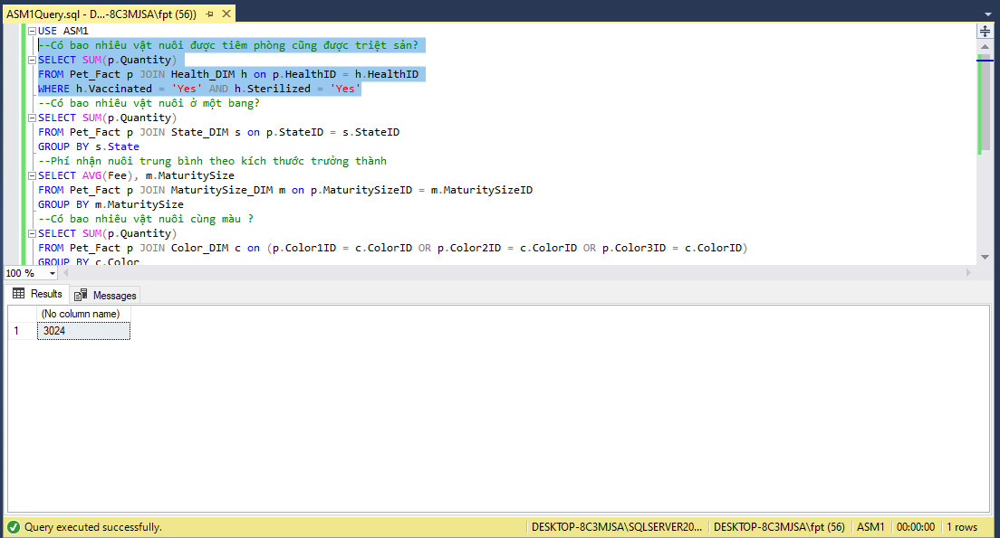 ASM1Query.sql - D...-8C3MJSA\fpt (56))
USE ASM1
--Có bao nhiêu vật nuôi được tiêm phòng cũng được triệt sản?
SELECT SUM(p.Quantity)
FROM Pet_Fact p JOIN Health_DIM h on p.HealthID = h.HealthID
WHERE h.Vaccinated = 'Yes' AND h.Sterilized = 'Yes'
--Có bao nhiêu vật nuôi ở một bang?
SELECT SUM(p.Quantity)
FROM Pet_Fact p JOIN State_DIM s on p.StateID = s.StateID
GROUP BY s.State
--Phí nhận nuôi trung bình theo kích thước trưởng thành
SELECT AVG(Fee), m.MaturitySize
FROM Pet_Fact p JOIN MaturitySize_DIM m on p.MaturitySizeID = m.MaturitySizeID
GROUP BY m.MaturitySize
--Có bao nhiêu vật nuôi cùng màu ?
SELECT SUM(p.Quantity)
FROM Pet_Fact p JOIN Color_DIM c on (p.Color1ID = c.ColorID OR p.Color2ID = c.ColorID OR p.Color3ID = c.ColorID)
GROUP BY c.Color
100 %
Results Messages
(No column name)
1 3024
Query executed successfully. DESKTOP-8C3MJSA\SQLSERVER20... DESKTOP-8C3MJSA\fpt (56) ASM1 00:00:00 1 rows